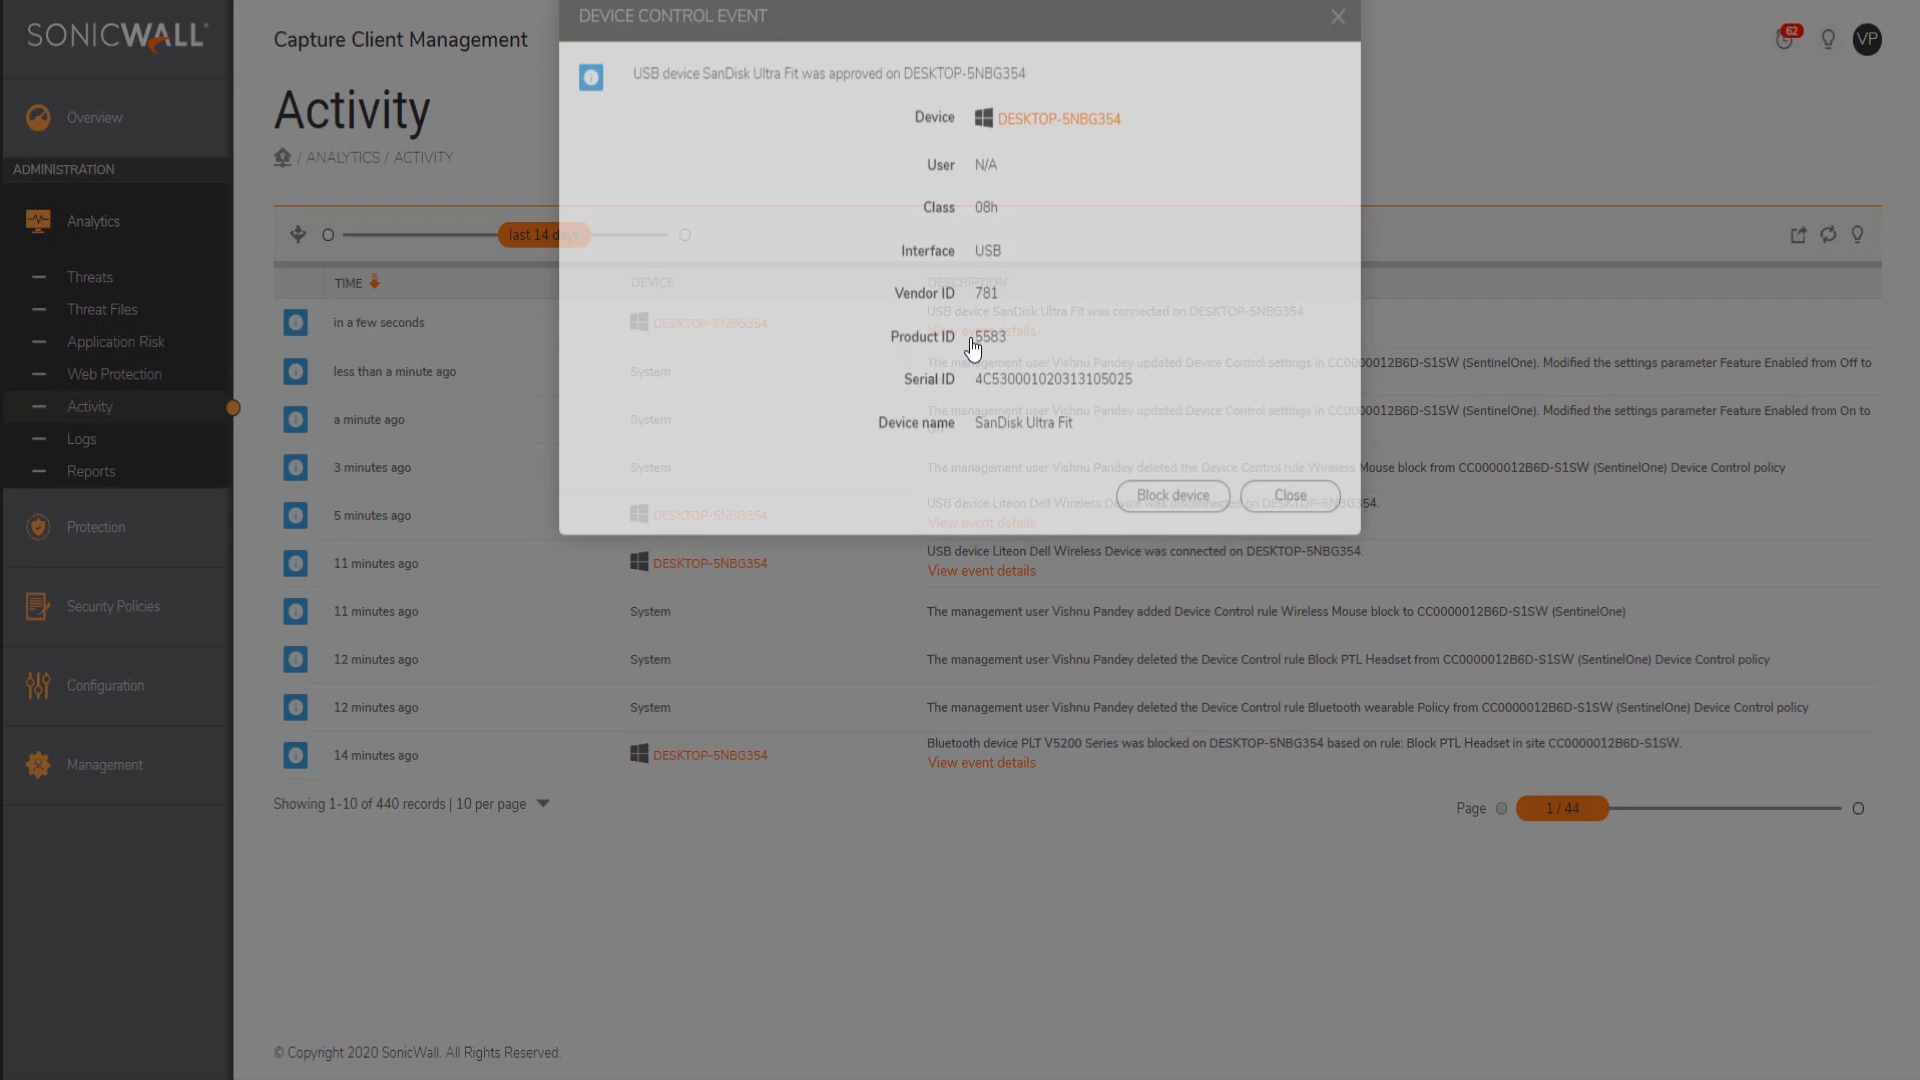 SONICWALL
Capture Client Management
62
VP
DEVICE CONTROL EVENT
USB device SanDisk Ultra Fit was approved on DESKTOP-5NBG354
Device DESKTOP-5NBG354
User N/A
Class 08h
Interface USB
Vendor ID 781
Product ID 5583
Serial ID 4C530001020313105025
Device name SanDisk Ultra Fit
Block device
Close
Overview
ADMINISTRATION
Analytics
Threats
Threat Files
Application Risk
Web Protection
Activity
Logs
Reports
Protection
Security Policies
Configuration
Management
Activity
/ ANALYTICS / ACTIVITY
last 14 days
TIME DEVICE DESCRIPTION
in a few seconds DESKTOP-5NBG354 USB device SanDisk Ultra Fit was connected on DESKTOP-5NBG354.
View event details
less than a minute ago System The management user Vishnu Pandey updated Device Control settings in CC0000012B6D-S1SW (SentinelOne). Modified the settings parameter Feature Enabled from Off to
a minute ago System The management user Vishnu Pandey updated Device Control settings in CC0000012B6D-S1SW (SentinelOne). Modified the settings parameter Feature Enabled from On to
3 minutes ago System The management user Vishnu Pandey deleted the Device Control rule Wireless Mouse block from CC0000012B6D-S1SW (SentinelOne) Device Control policy
5 minutes ago DESKTOP-5NBG354 USB device Liteon Dell Wireless Device was disconnected on DESKTOP-5NBG354.
View event details
11 minutes ago DESKTOP-5NBG354 USB device Liteon Dell Wireless Device was connected on DESKTOP-5NBG354.
View event details
11 minutes ago System The management user Vishnu Pandey added Device Control rule Wireless Mouse block to CC0000012B6D-S1SW (SentinelOne)
12 minutes ago System The management user Vishnu Pandey deleted the Device Control rule Block PTL Headset from CC0000012B6D-S1SW (SentinelOne) Device Control policy
12 minutes ago System The management user Vishnu Pandey deleted the Device Control rule Bluetooth wearable Policy from CC0000012B6D-S1SW (SentinelOne) Device Control policy
14 minutes ago DESKTOP-5NBG354 Bluetooth device PLT V5200 Series was blocked on DESKTOP-5NBG354 based on rule: Block PTL Headset in site CC0000012B6D-S1SW.
View event details
Showing 1-10 of 440 records | 10 per page
Page 1 / 44
© Copyright 2020 SonicWall. All Rights Reserved.